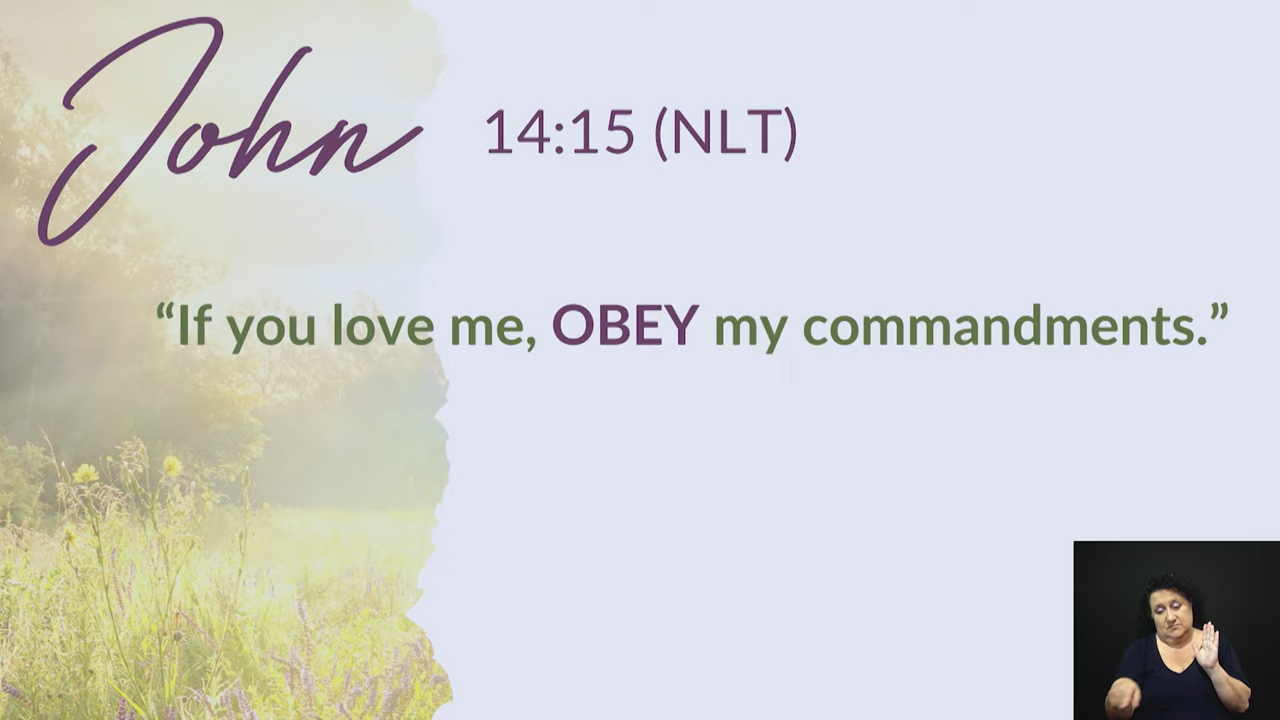 John 14:15 (NLT)
“If you love me, OBEY my commandments.”